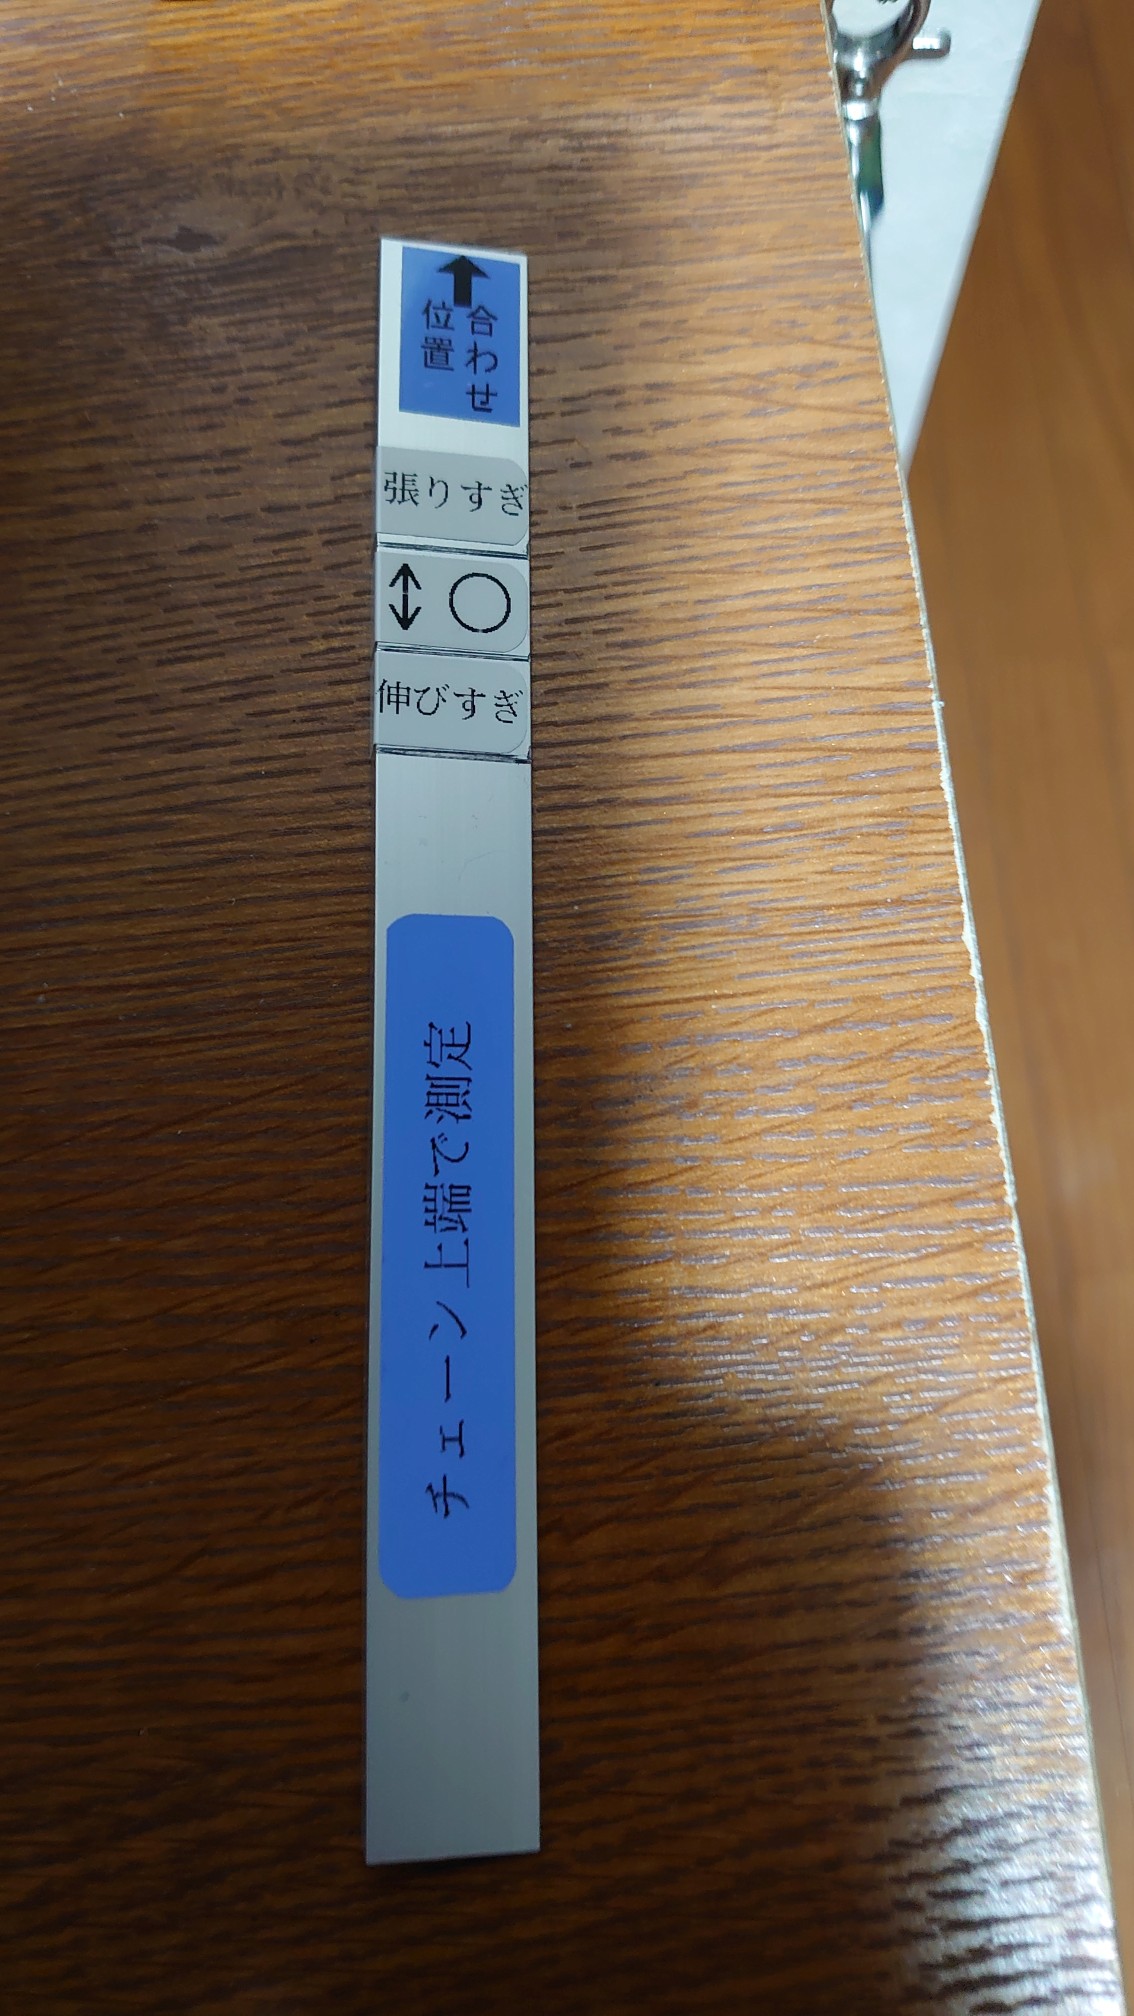 合わせ
位置
張りすぎ
↕○
伸びすぎ
チェーン上端で測定